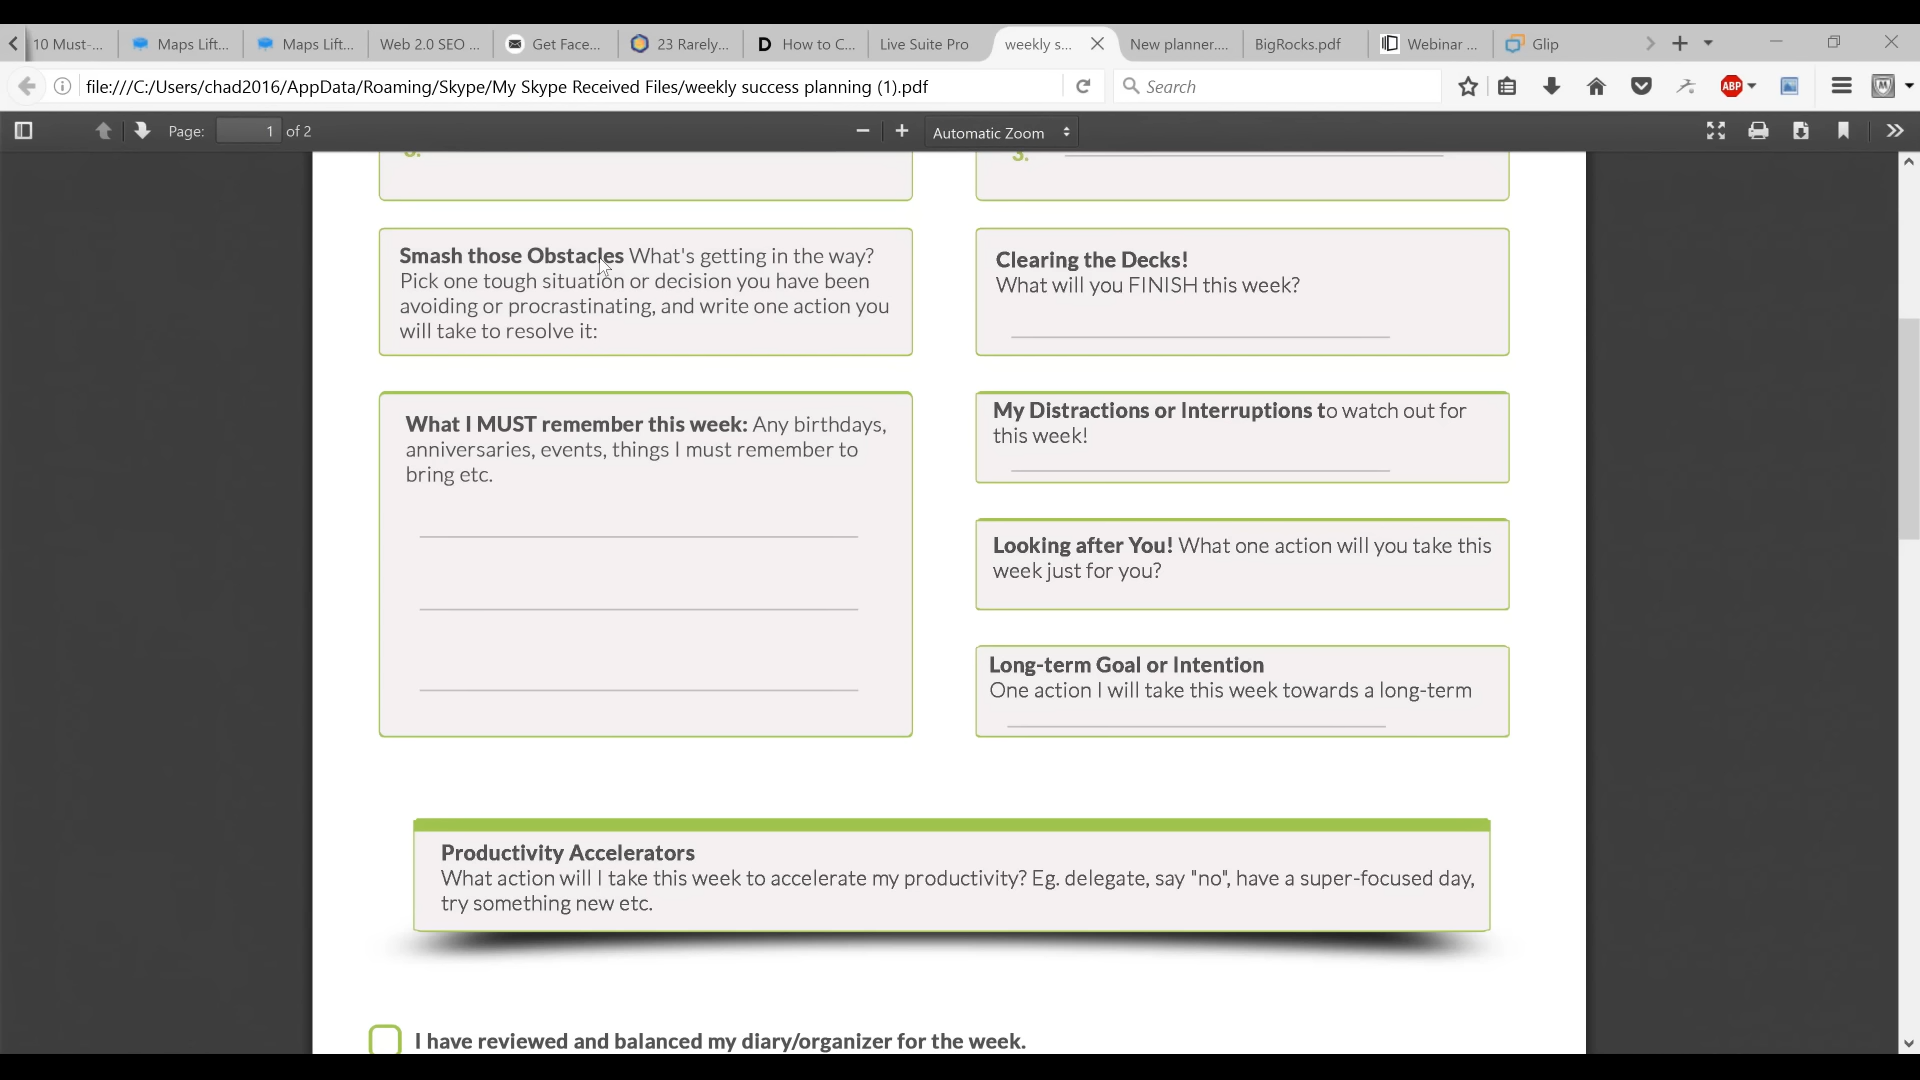 10 Must-...
Maps Lift...
Maps Lift...
Web 2.0 SEO ...
Get Face...
23 Rarely...
D How to C...
Live Suite Pro
weekly s...
New planner....
BigRocks.pdf
Webinar ...
Glip
file:///C:/Users/chad2016/AppData/Roaming/Skype/My Skype Received Files/weekly success planning (1).pdf
Search
ABP
Page: 1 of 2
Automatic Zoom
3.
3.
Smash those Obstacles What's getting in the way?
Pick one tough situation or decision you have been
avoiding or procrastinating, and write one action you
will take to resolve it:
Clearing the Decks!
What will you FINISH this week?
What I MUST remember this week: Any birthdays,
anniversaries, events, things I must remember to
bring etc.
My Distractions or Interruptions to watch out for
this week!
Looking after You! What one action will you take this
week just for you?
Long-term Goal or Intention
One action I will take this week towards a long-term
Productivity Accelerators
What action will I take this week to accelerate my productivity? Eg. delegate, say "no", have a super-focused day,
try something new etc.
I have reviewed and balanced my diary/organizer for the week.